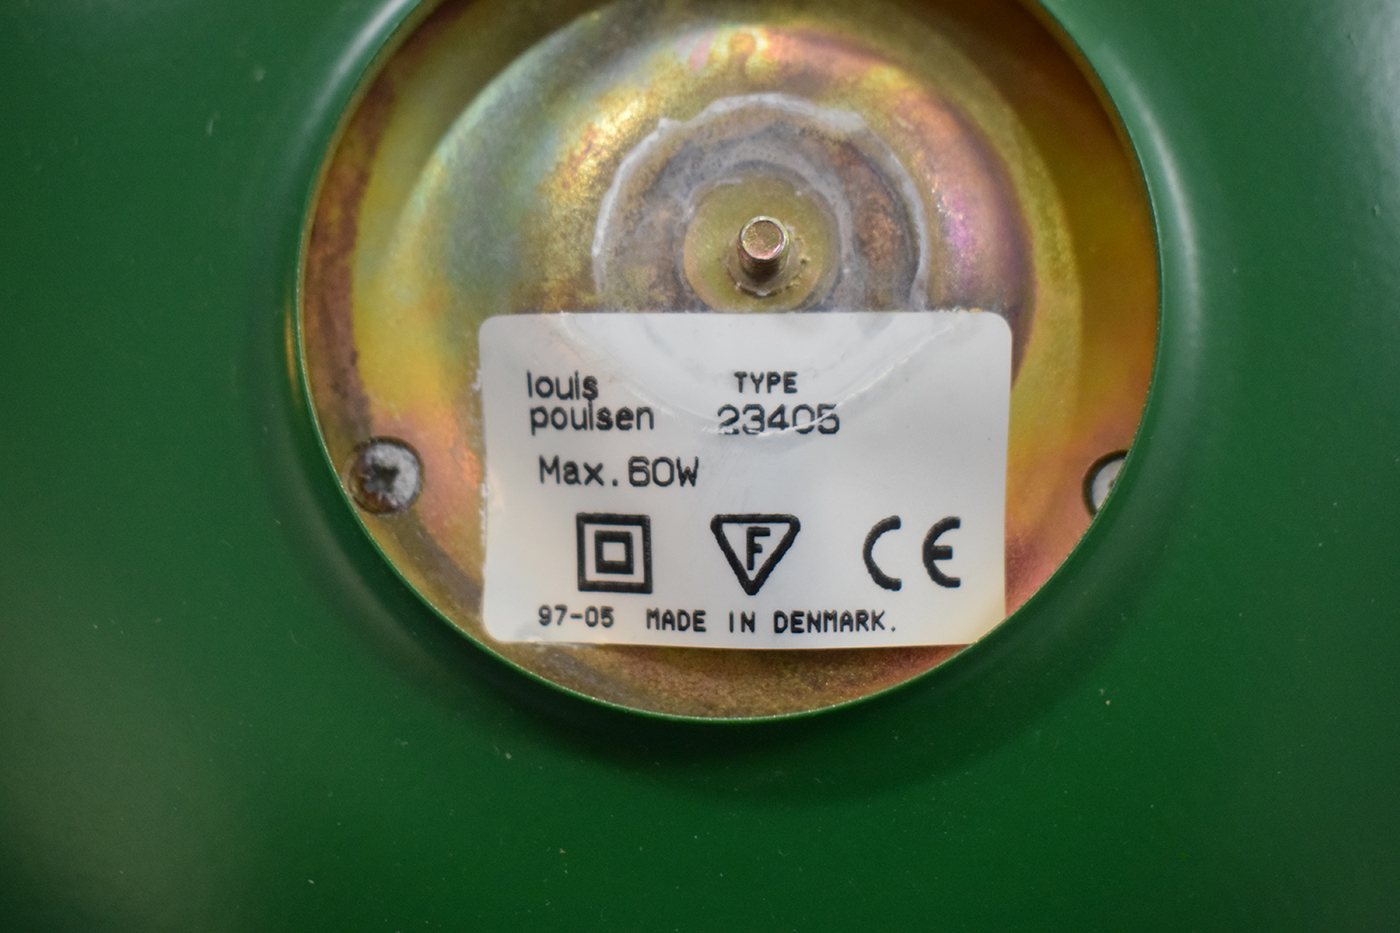 louis
poulsen
TYPE
23405
Max. 60W
F
CE
97-05 MADE IN DENMARK.